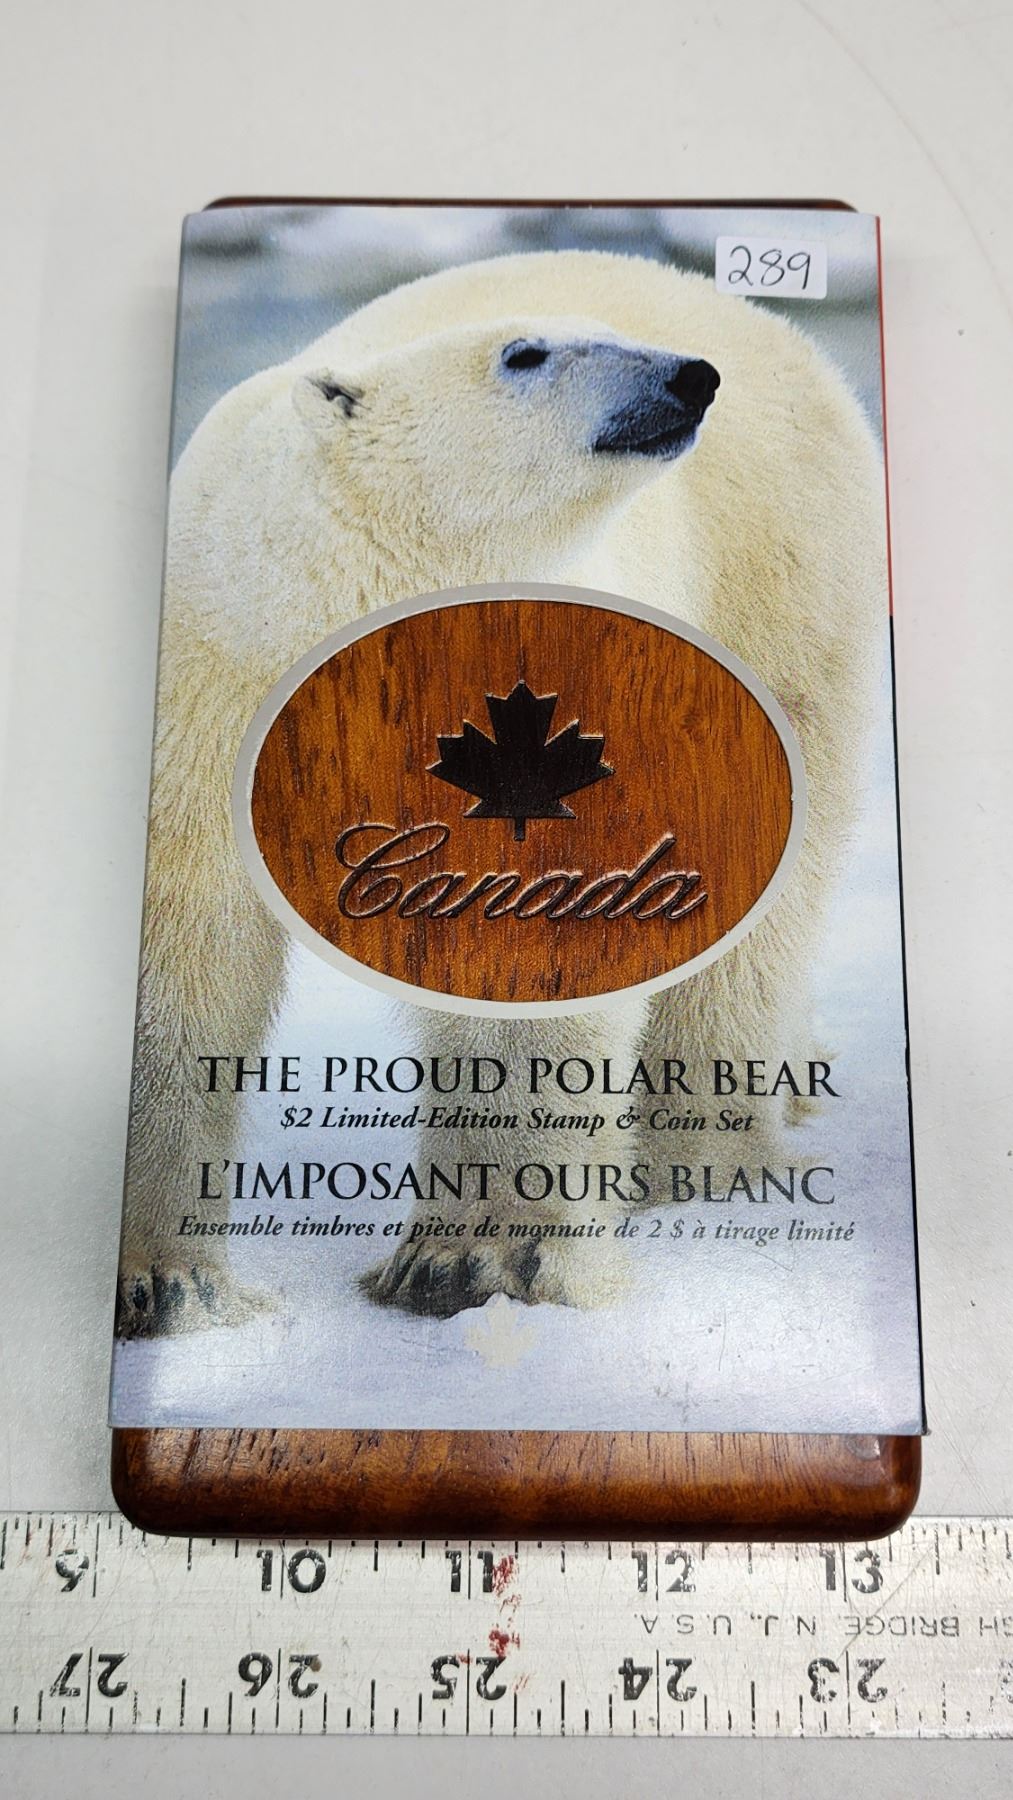 289
Canada
THE PROUD POLAR BEAR
$2 Limited-Edition Stamp & Coin Set
L'IMPOSANT OURS BLANC
Ensemble timbres et pièce de monnaie de 2 $ à tirage limité
9 10 11 12 13
BRIDGE, N.J., U.S.A.
27 26 25 24 23